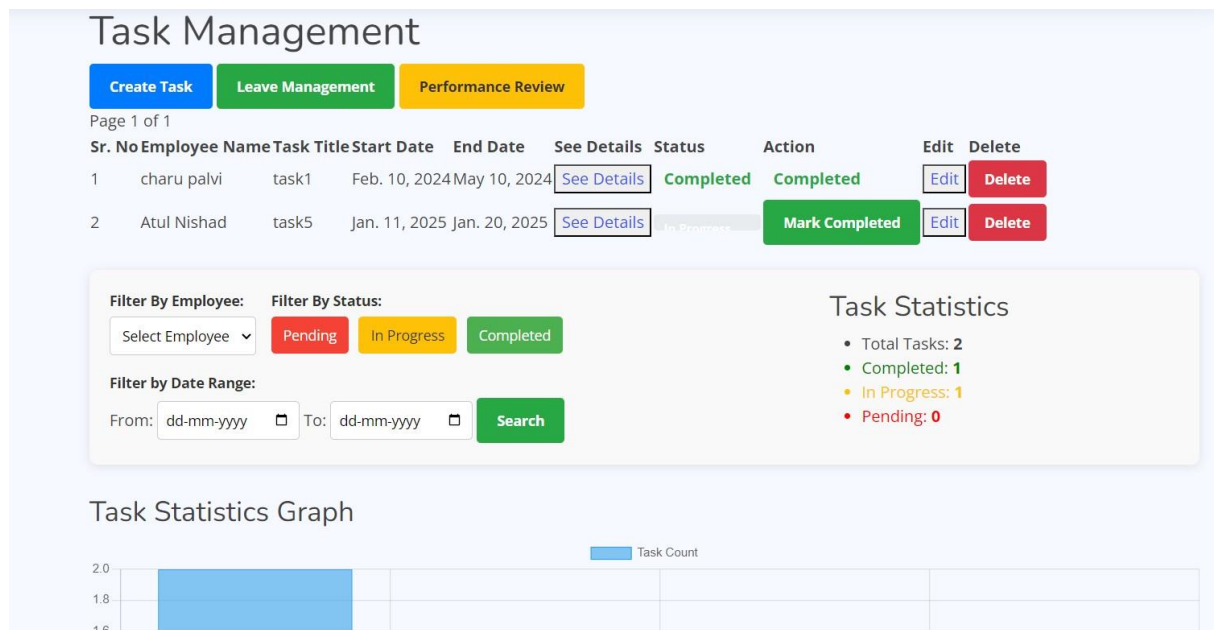 Task Management
Create Task Leave Management Performance Review
Page 1 of 1
Sr. No Employee Name Task Title Start Date End Date See Details Status Action Edit Delete
1 charu palvi task1 Feb. 10, 2024 May 10, 2024 See Details Completed Completed Edit Delete
2 Atul Nishad task5 Jan. 11, 2025 Jan. 20, 2025 See Details In Progress Mark Completed Edit Delete
Filter By Employee: Filter By Status:
Select Employee Pending In Progress Completed
Filter by Date Range:
From: dd-mm-yyyy To: dd-mm-yyyy Search
Task Statistics
Total Tasks: 2
Completed: 1
In Progress: 1
Pending: 0
Task Statistics Graph
Task Count
2.0
1.8